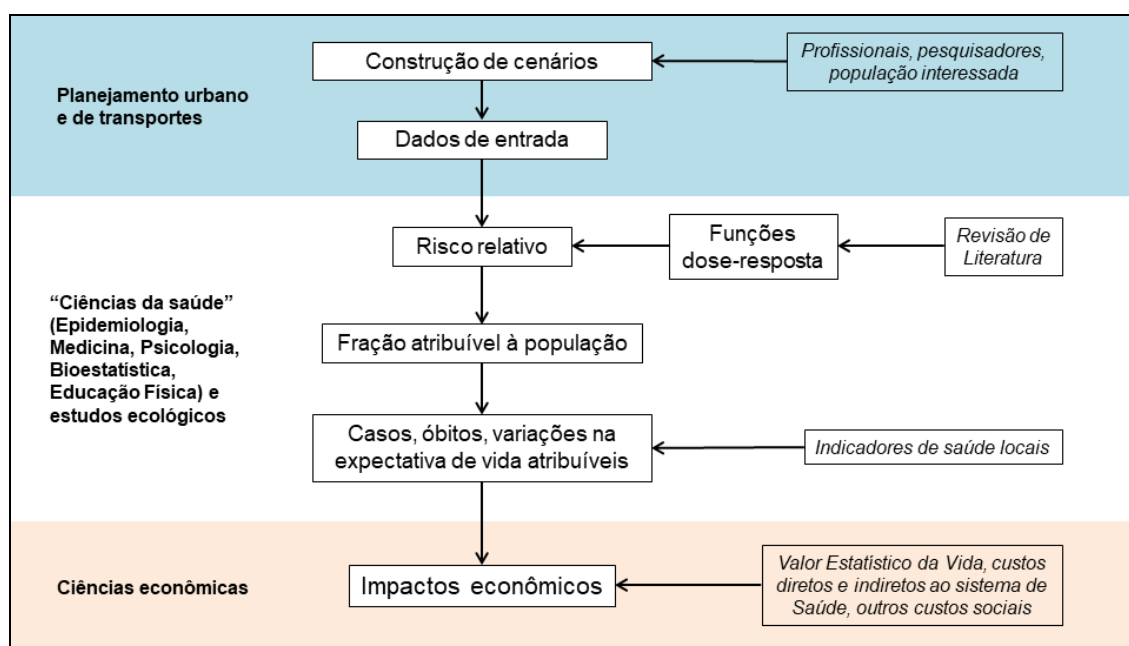 Construção de cenários
Profissionais, pesquisadores,
população interessada
Planejamento urbano
e de transportes
Dados de entrada
Risco relativo
Funções
dose-resposta
Revisão de
Literatura
“Ciências da saúde”
(Epidemiologia,
Medicina, Psicologia,
Bioestatística,
Educação Física) e
estudos ecológicos
Fração atribuível à população
Casos, óbitos, variações na
expectativa de vida atribuíveis
Indicadores de saúde locais
Ciências econômicas
Impactos econômicos
Valor Estatístico da Vida, custos
diretos e indiretos ao sistema de
Saúde, outros custos sociais